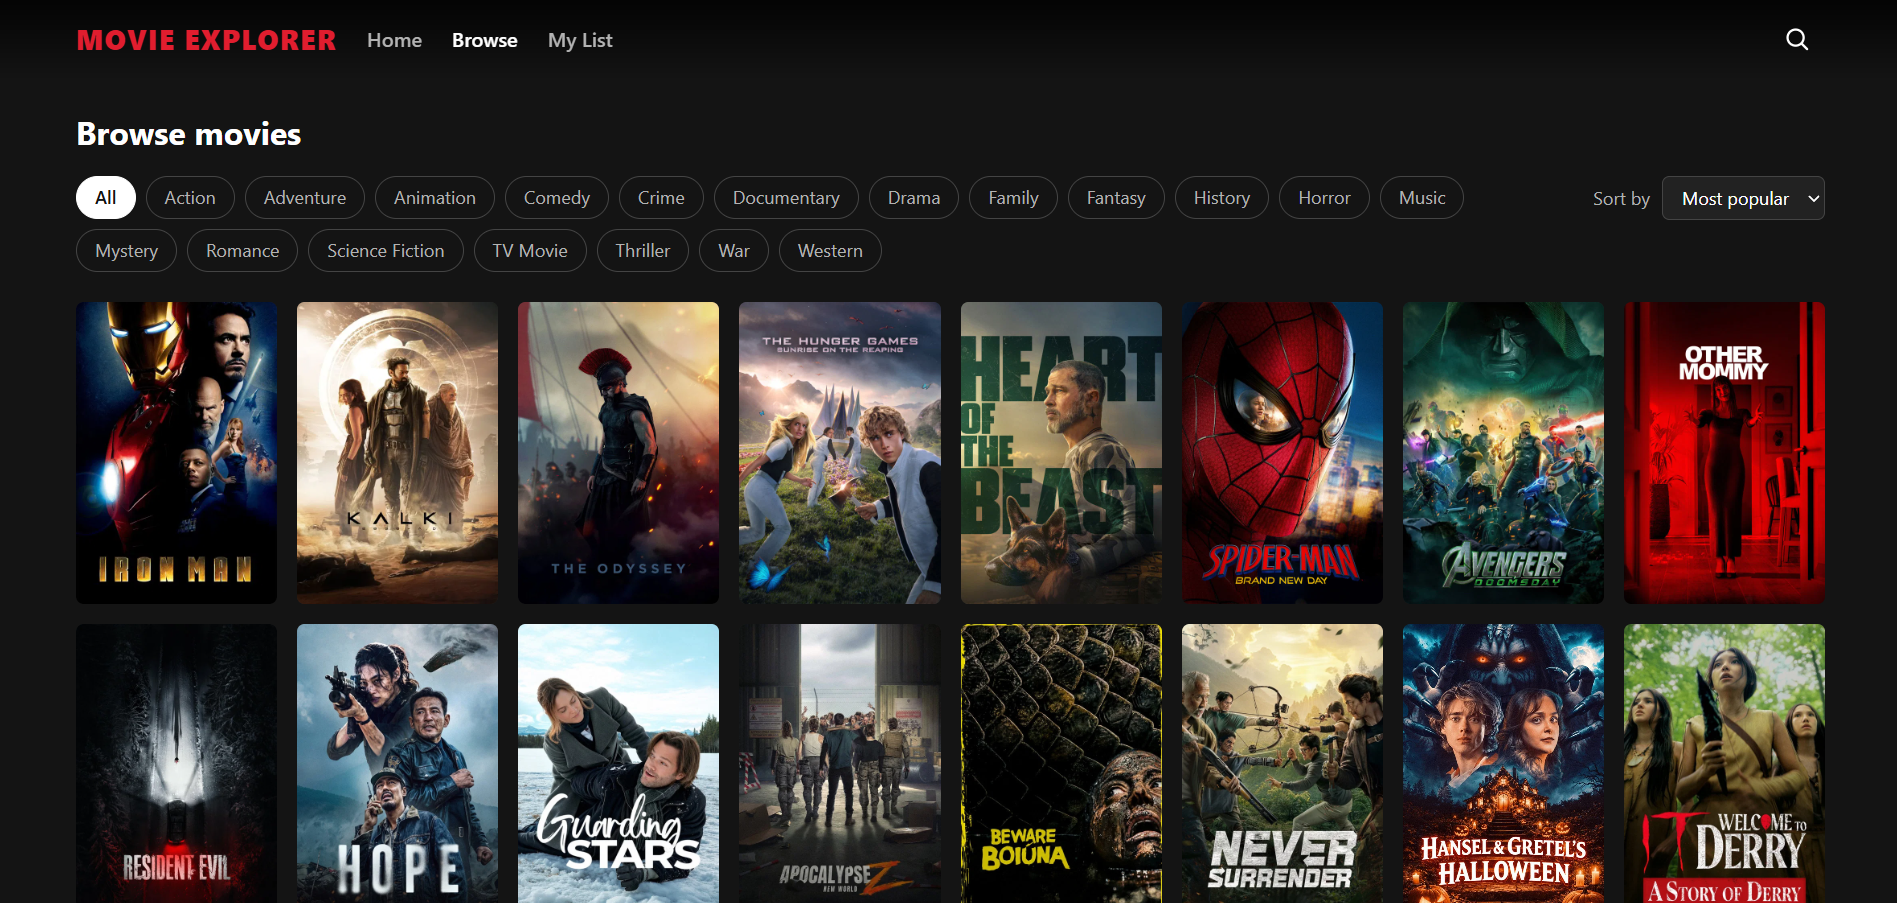 MOVIE EXPLORER Home Browse My List
Browse movies
All Action Adventure Animation Comedy Crime Documentary Drama Family Fantasy History Horror Music Sort by Most popular
Mystery Romance Science Fiction TV Movie Thriller War Western
IRON MAN
KALKI
THE ODYSSEY
THE HUNGER GAMES
SUNRISE ON THE REAPING
HEART
OF
THE
BEAST
SPIDER-MAN
BRAND NEW DAY
AVENGERS
DOOMSDAY
OTHER
MOMMY
RESIDENT EVIL
HOPE
Guarding
STARS
APOCALYPSE Z
NEW WORLD
BEWARE
BOIÚNA
NEVER
SURRENDER
HANSEL & GRETEL'S
HALLOWEEN
IT WELCOME TO
DERRY
A STORY OF DERRY